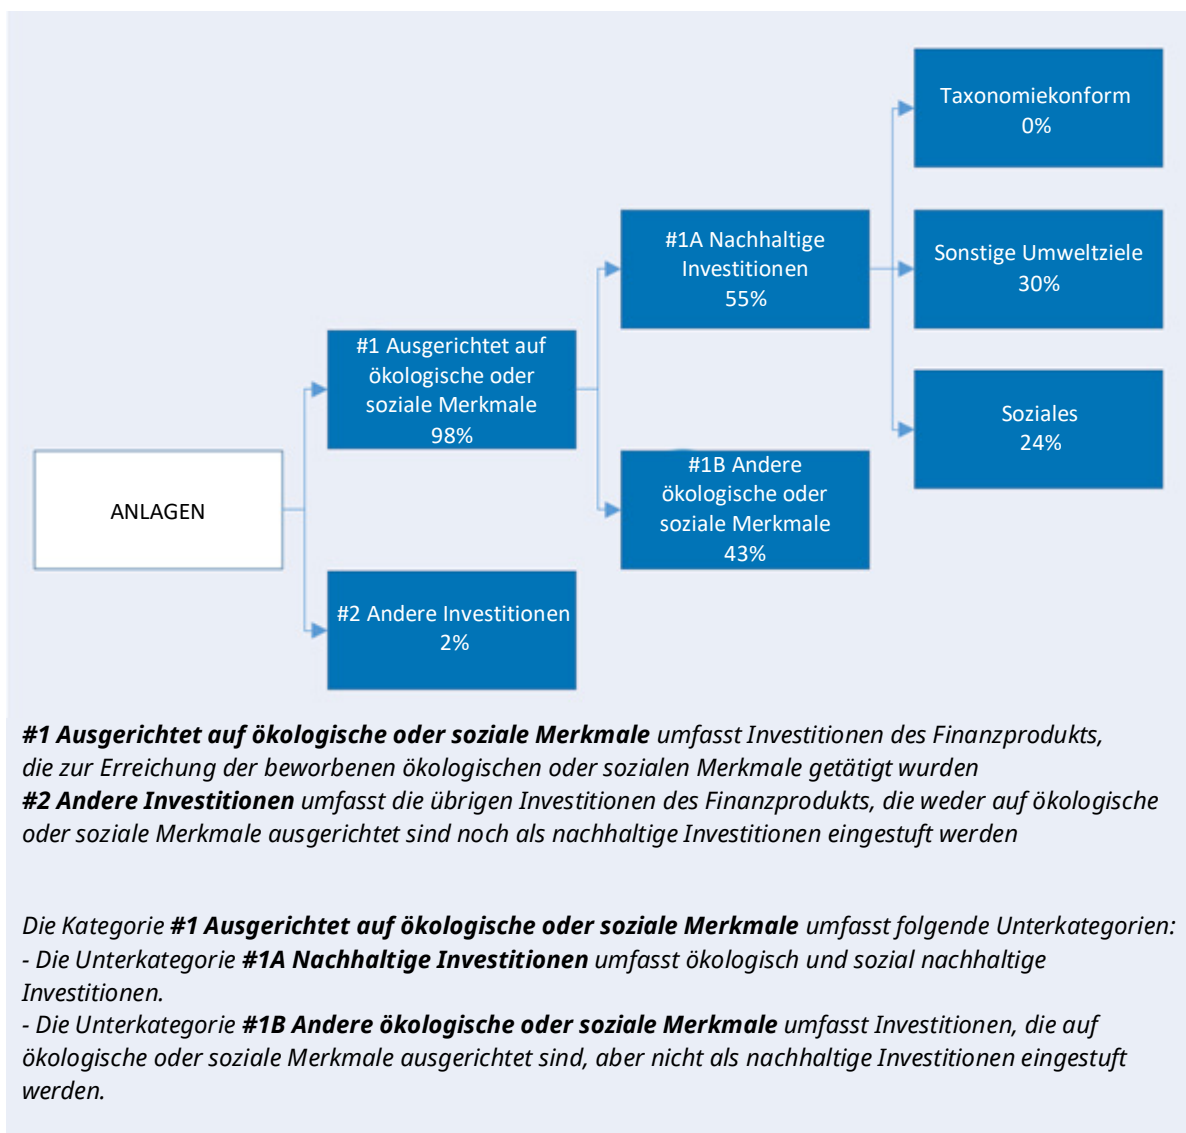 Taxonomiekonform
0%
#1A Nachhaltige
Investitionen
55%
Sonstige Umweltziele
30%
#1 Ausgerichtet auf
ökologische oder
soziale Merkmale
98%
Soziales
24%
#1B Andere
ökologische oder
soziale Merkmale
43%
ANLAGEN
#2 Andere Investitionen
2%
#1 Ausgerichtet auf ökologische oder soziale Merkmale umfasst Investitionen des Finanzprodukts,
die zur Erreichung der beworbenen ökologischen oder sozialen Merkmale getätigt wurden
#2 Andere Investitionen umfasst die übrigen Investitionen des Finanzprodukts, die weder auf ökologische
oder soziale Merkmale ausgerichtet sind noch als nachhaltige Investitionen eingestuft werden
Die Kategorie #1 Ausgerichtet auf ökologische oder soziale Merkmale umfasst folgende Unterkategorien:
- Die Unterkategorie #1A Nachhaltige Investitionen umfasst ökologisch und sozial nachhaltige
Investitionen.
- Die Unterkategorie #1B Andere ökologische oder soziale Merkmale umfasst Investitionen, die auf
ökologische oder soziale Merkmale ausgerichtet sind, aber nicht als nachhaltige Investitionen eingestuft
werden.